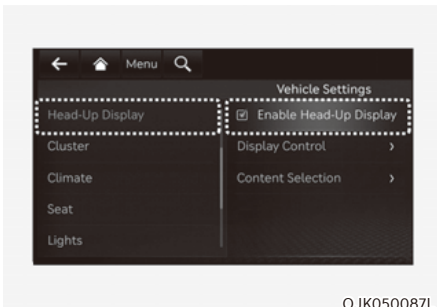 Menu
Vehicle Settings
Head-Up Display
Enable Head-Up Display
Cluster
Display Control
Climate
Content Selection
Seat
Lights
OJK050087L